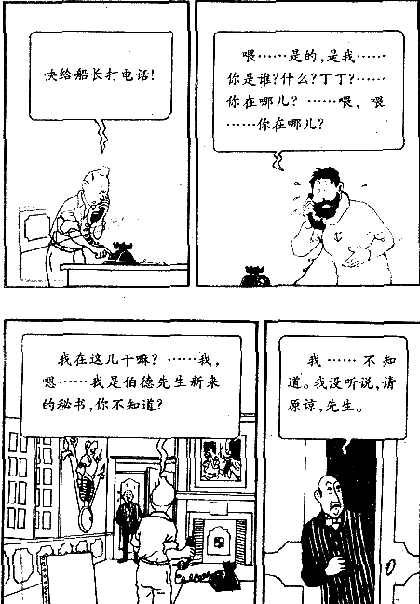 快给船长打电话!
喂……是的,是我……
你是谁?什么?丁丁?……
你在哪儿? ……喂, 喂
……你在哪儿?
我在这儿干嘛? ……我,
嗯……我是伯德先生新来
的秘书,你不知道?
我 …… 不 知
道。我没听说,请
原谅,先生。